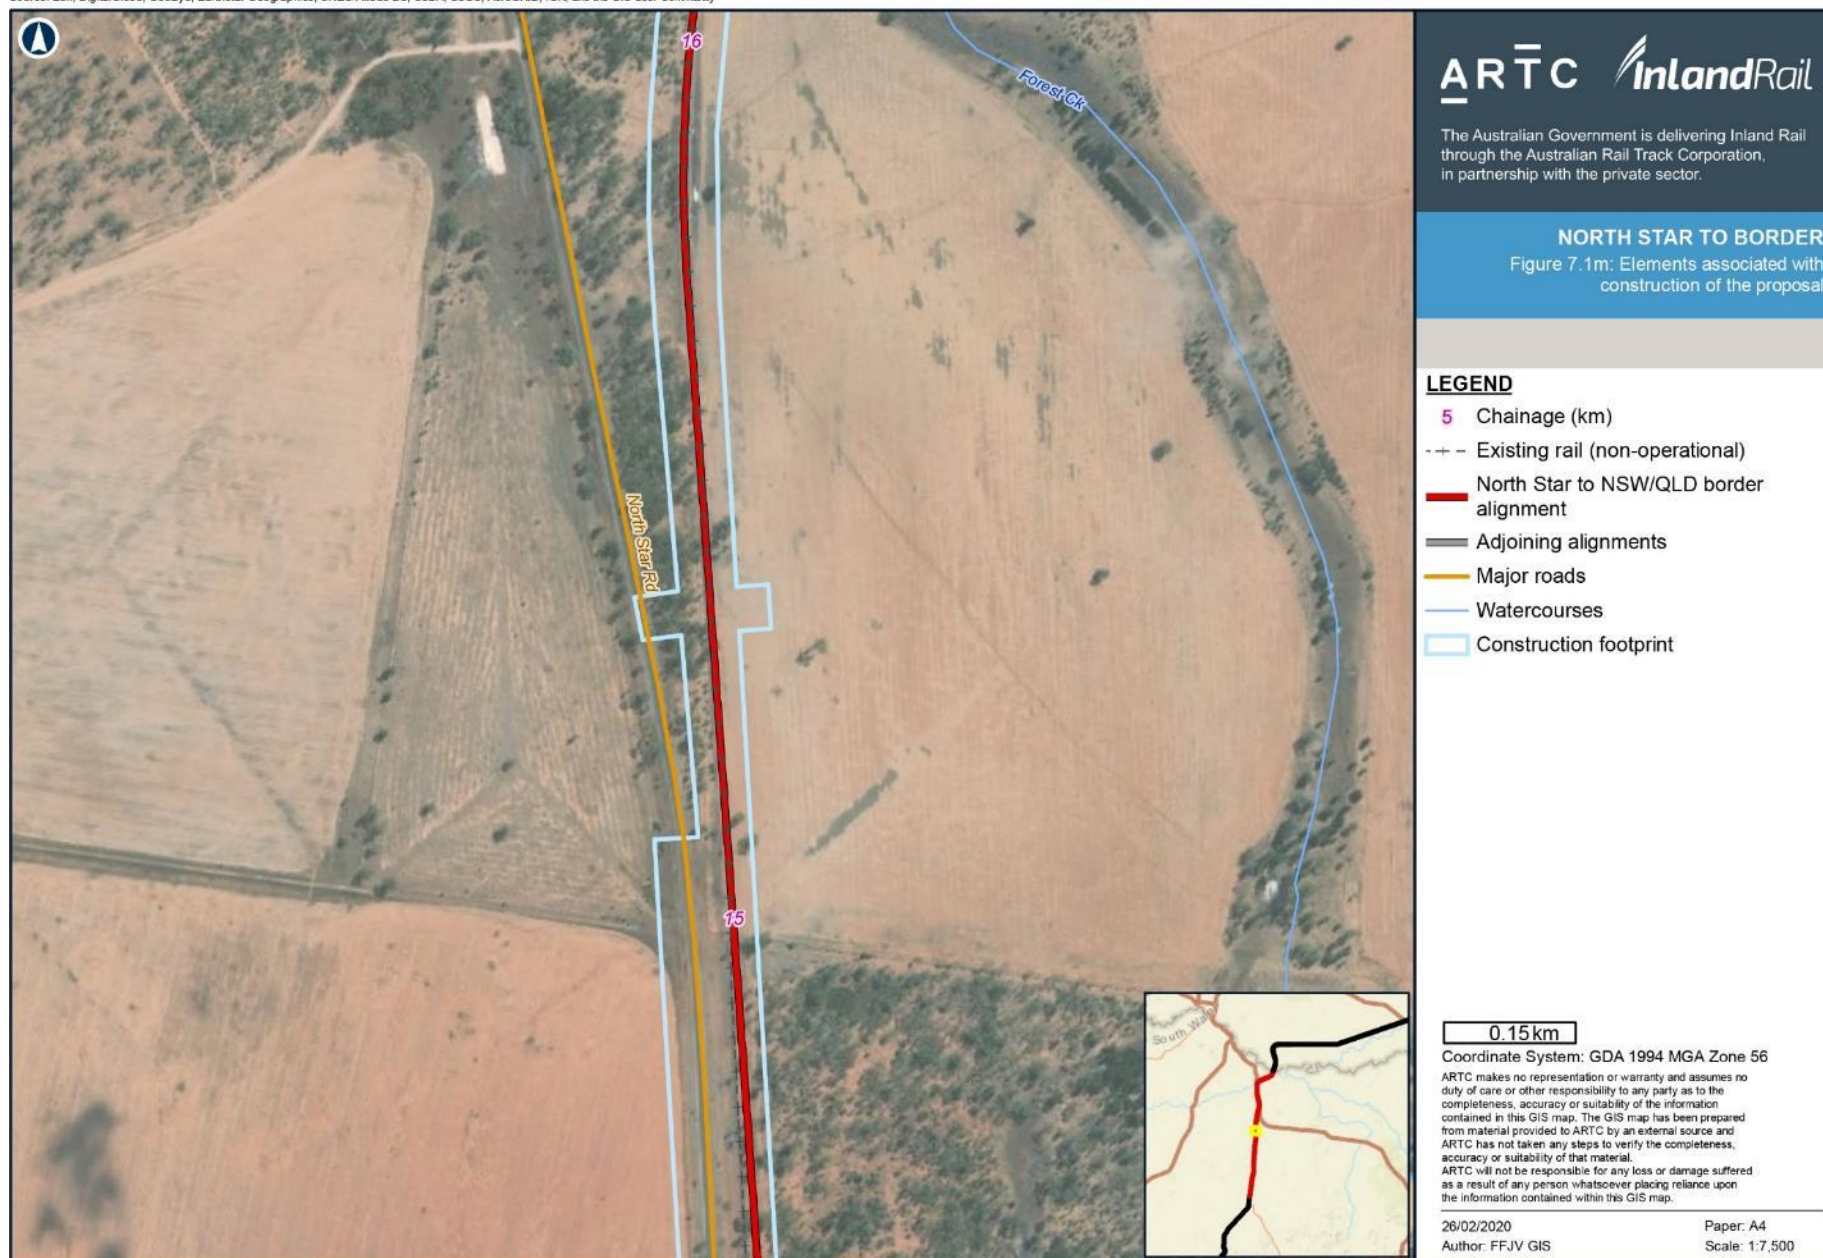 16
Forest Ck
North Star Rd
15
South Wale
ARTC InlandRail
The Australian Government is delivering Inland Rail
through the Australian Rail Track Corporation,
in partnership with the private sector.
NORTH STAR TO BORDER
Figure 7.1m: Elements associated with
construction of the proposal
LEGEND
5 Chainage (km)
Existing rail (non-operational)
North Star to NSW/QLD border
alignment
Adjoining alignments
Major roads
Watercourses
Construction footprint
0.15km
Coordinate System: GDA 1994 MGA Zone 56
ARTC makes no representation or warranty and assumes no
duty of care or other responsibility to any party as to the
completeness, accuracy or suitability of the information
contained in this GIS map. The GIS map has been prepared
from material provided to ARTC by an external source and
ARTC has not taken any steps to verify the completeness,
accuracy or suitability of that material.
ARTC will not be responsible for any loss or damage suffered
as a result of any person whatsoever placing reliance upon
the information contained within this GIS map.
26/02/2020 Paper: A4
Author: FFJV GIS Scale: 1:7,500